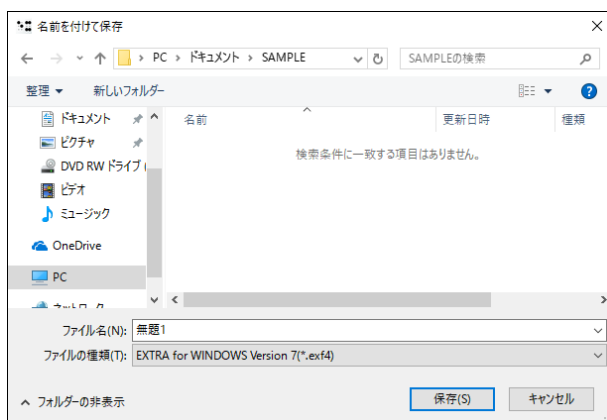 名前を付けて保存
PC > ドキュメント > SAMPLE
SAMPLEの検索
整理 新しいフォルダー
名前 更新日時 種類
検索条件に一致する項目はありません。
ドキュメント
ピクチャ
DVD RW ドライブ (
ビデオ
ミュージック
OneDrive
PC
ネットワーク
ファイル名(N): 無題1
ファイルの種類(T): EXTRA for WINDOWS Version 7(*.exf4)
フォルダーの非表示 保存(S) キャンセル